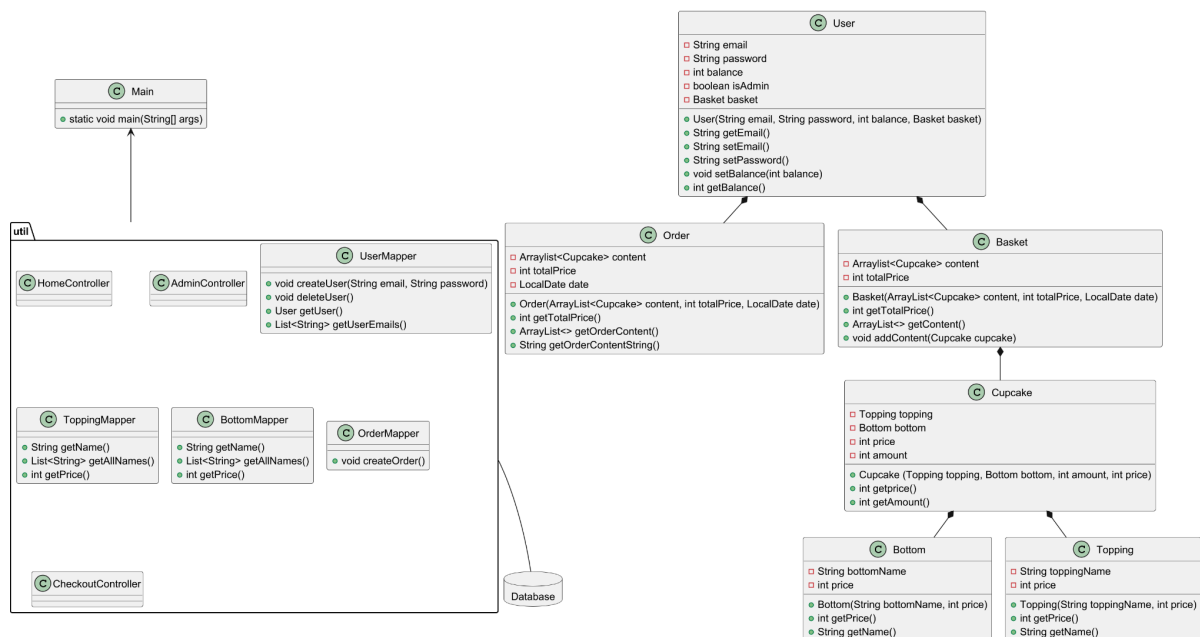 C User
String email
String password
int balance
boolean isAdmin
Basket basket
User(String email, String password, int balance, Basket basket)
String getEmail()
String setEmail()
String setPassword()
void setBalance(int balance)
int getBalance()
C Main
static void main(String[] args)
util
C HomeController
C AdminController
C UserMapper
void createUser(String email, String password)
void deleteUser()
User getUser()
List<String> getUserEmails()
C ToppingMapper
String getName()
List<String> getAllNames()
int getPrice()
C BottomMapper
String getName()
List<String> getAllNames()
int getPrice()
C OrderMapper
void createOrder()
C CheckoutController
Database
C Order
Arraylist<Cupcake> content
int totalPrice
LocalDate date
Order(ArrayList<Cupcake> content, int totalPrice, LocalDate date)
int getTotalPrice()
ArrayList<> getOrderContent()
String getOrderContentString()
C Basket
Arraylist<Cupcake> content
int totalPrice
Basket(ArrayList<Cupcake> content, int totalPrice, LocalDate date)
int getTotalPrice()
ArrayList<> getContent()
void addContent(Cupcake cupcake)
C Cupcake
Topping topping
Bottom bottom
int price
int amount
Cupcake (Topping topping, Bottom bottom, int amount, int price)
int getprice()
int getAmount()
C Bottom
String bottomName
int price
Bottom(String bottomName, int price)
int getPrice()
String getName()
C Topping
String toppingName
int price
Topping(String toppingName, int price)
int getPrice()
String getName()